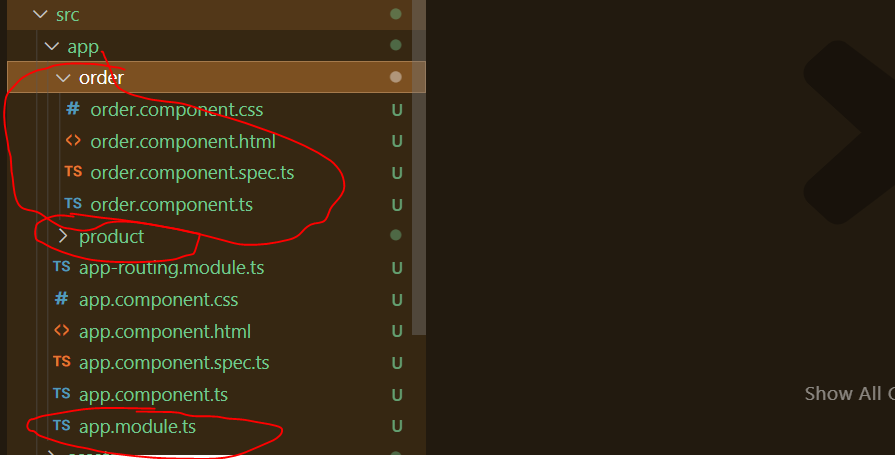 src
app
order
# order.component.css U
<> order.component.html U
TS order.component.spec.ts U
TS order.component.ts U
product
TS app-routing.module.ts U
# app.component.css U
<> app.component.html U
TS app.component.spec.ts U
TS app.component.ts U
Show All
TS app.module.ts U